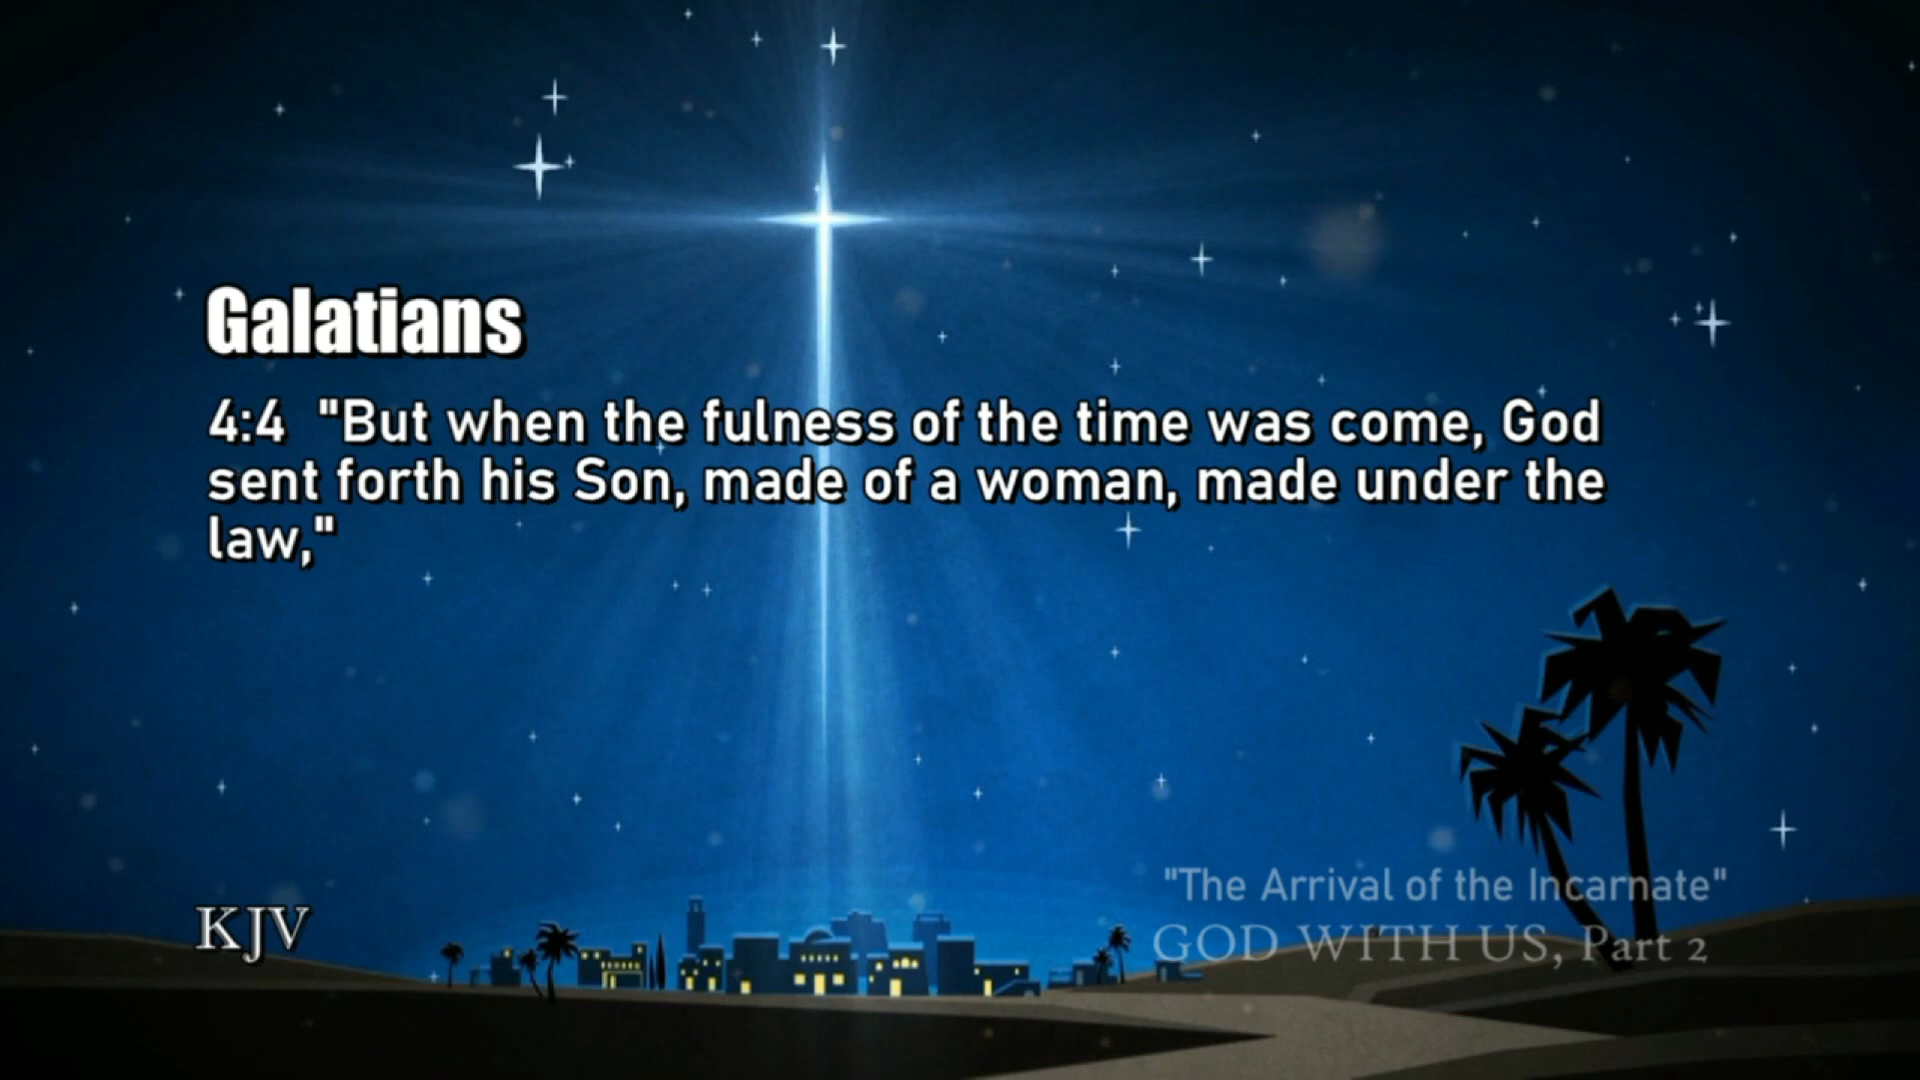 Galatians
4:4 "But when the fulness of the time was come, God
sent forth his Son, made of a woman, made under the
law,"
"The Arrival of the Incarnate"
KJV
GOD WITH US, Part 2